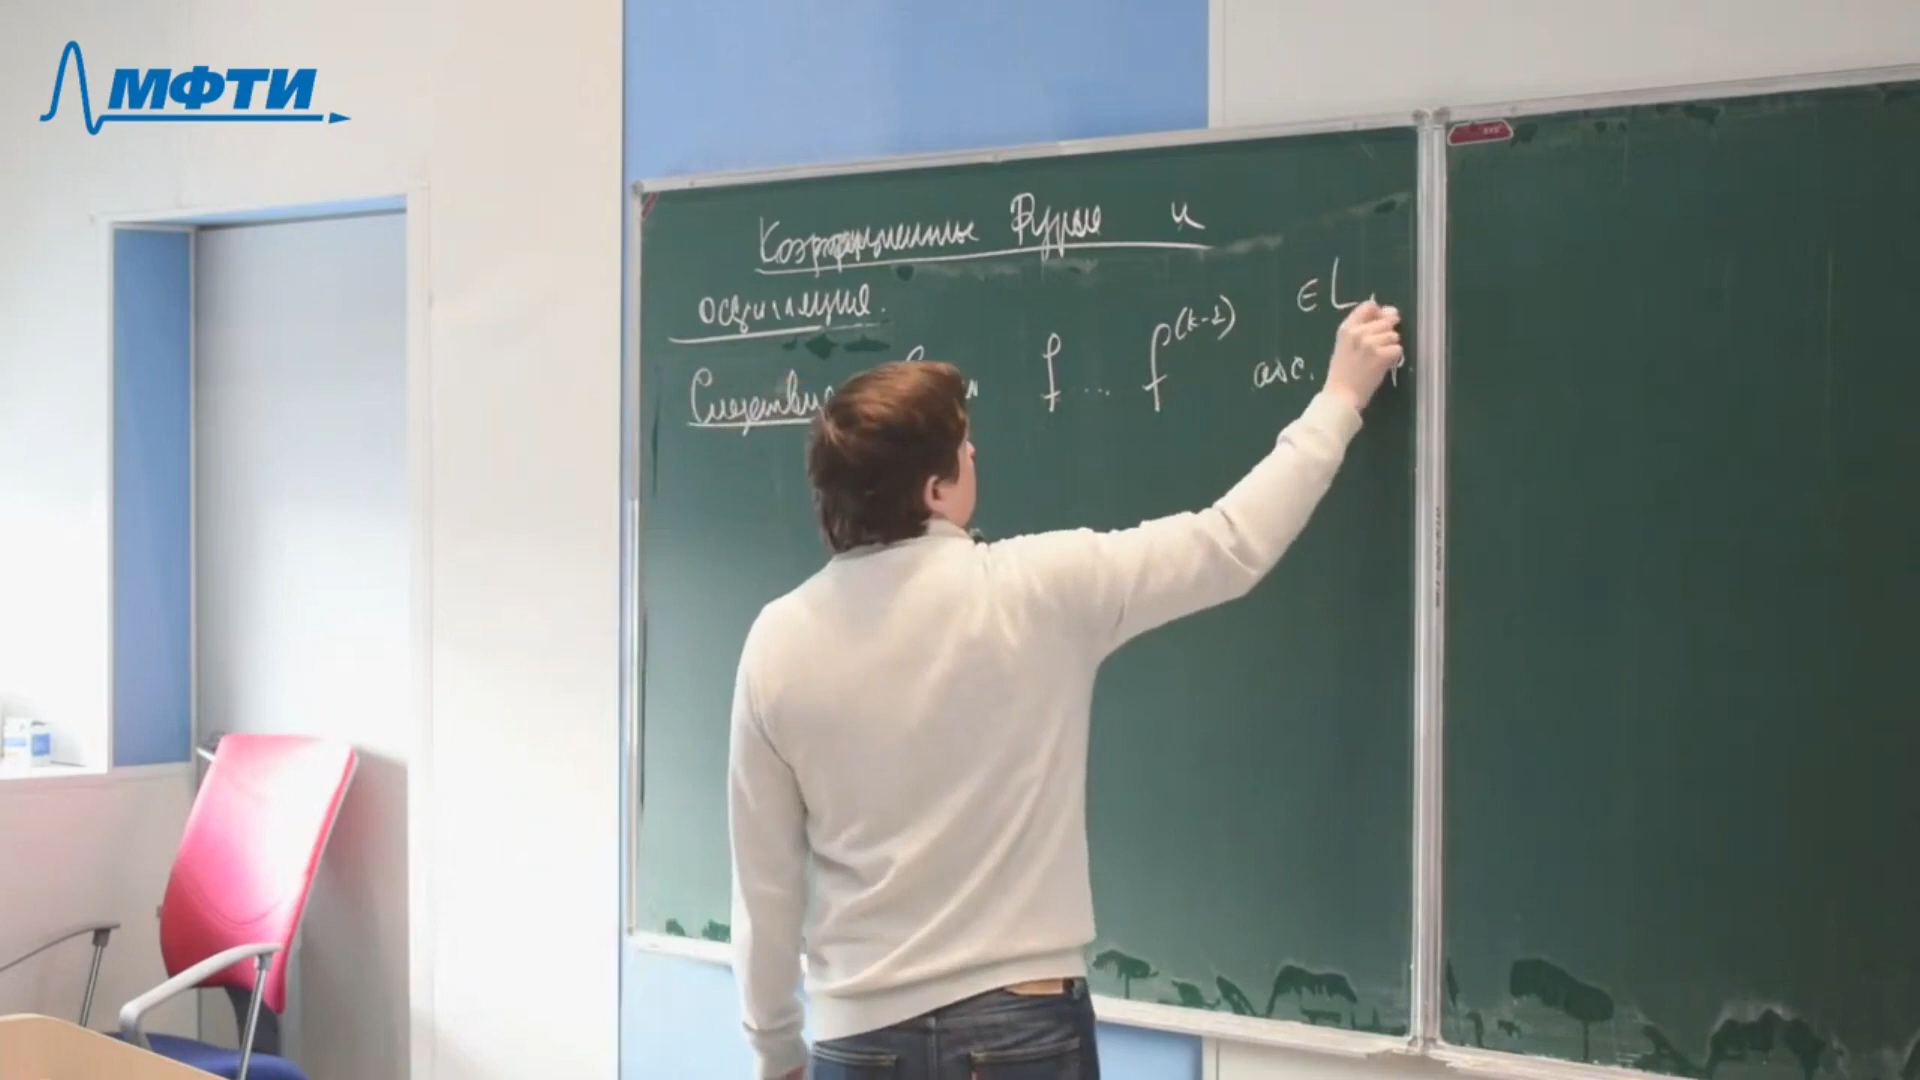 МФТИ
Коэффициенты Фурье и
осцилляция.
∈ L
Следствие f ... f^(k-1) абс.